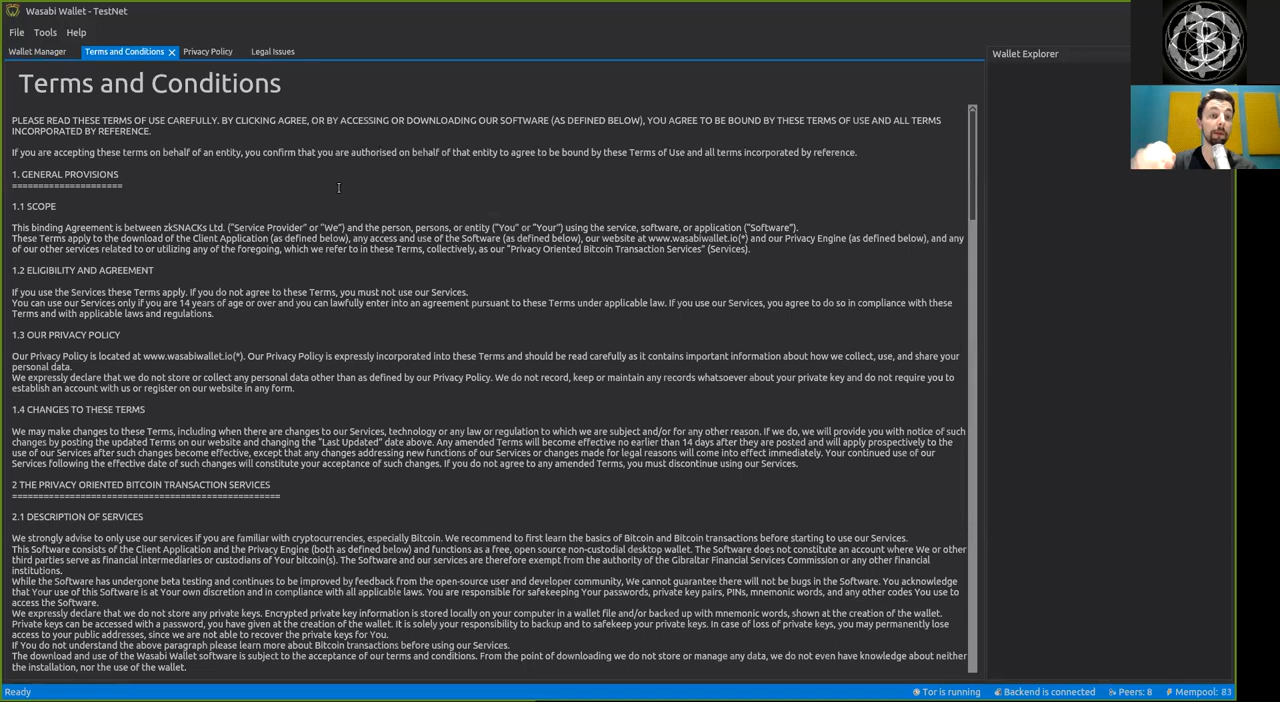 Wasabi Wallet - TestNet
File Tools Help
Wallet Manager Terms and Conditions Privacy Policy Legal Issues
Wallet Explorer
Terms and Conditions
PLEASE READ THESE TERMS OF USE CAREFULLY. BY CLICKING AGREE, OR BY ACCESSING OR DOWNLOADING OUR SOFTWARE (AS DEFINED BELOW), YOU AGREE TO BE BOUND BY THESE TERMS OF USE AND ALL TERMS
INCORPORATED BY REFERENCE.
If you are accepting these terms on behalf of an entity, you confirm that you are authorised on behalf of that entity to agree to be bound by these Terms of Use and all terms incorporated by reference.
1. GENERAL PROVISIONS
=====================
1.1 SCOPE
This binding Agreement is between zkSNACKs Ltd. ("Service Provider" or "We") and the person, persons, or entity ("You" or "Your") using the service, software, or application ("Software").
These Terms apply to the download of the Client Application (as defined below), any access and use of the Software (as defined below), our website at www.wasabiwallet.io(*) and our Privacy Engine (as defined below), and any
of our other services related to or utilizing any of the foregoing, which we refer to in these Terms, collectively, as our "Privacy Oriented Bitcoin Transaction Services" (Services).
1.2 ELIGIBILITY AND AGREEMENT
If you use the Services these Terms apply. If you do not agree to these Terms, you must not use our Services.
You can use our Services only if you are 14 years of age or over and you can lawfully enter into an agreement pursuant to these Terms under applicable law. If you use our Services, you agree to do so in compliance with these
Terms and with applicable laws and regulations.
1.3 OUR PRIVACY POLICY
Our Privacy Policy is located at www.wasabiwallet.io(*). Our Privacy Policy is expressly incorporated into these Terms and should be read carefully as it contains important information about how we collect, use, and share your
personal data.
We expressly declare that we do not store or collect any personal data other than as defined by our Privacy Policy. We do not record, keep or maintain any records whatsoever about your private key and do not require you to
establish an account with us or register on our website in any form.
1.4 CHANGES TO THESE TERMS
We may make changes to these Terms, including when there are changes to our Services, technology or any law or regulation to which we are subject and/or for any other reason. If we do, we will provide you with notice of such
changes by posting the updated Terms on our website and changing the "Last Updated" date above. Any amended Terms will become effective no earlier than 14 days after they are posted and will apply prospectively to the
use of our Services after such changes become effective, except that any changes addressing new functions of our Services or changes made for legal reasons will come into effect immediately. Your continued use of our
Services following the effective date of such changes will constitute your acceptance of such changes. If you do not agree to any amended Terms, you must discontinue using our Services.
2 THE PRIVACY ORIENTED BITCOIN TRANSACTION SERVICES
===================================================
2.1 DESCRIPTION OF SERVICES
We strongly advise to only use our services if you are familiar with cryptocurrencies, especially Bitcoin. We recommend to first learn the basics of Bitcoin and Bitcoin transactions before starting to use our Services.
This Software consists of the Client Application and the Privacy Engine (both as defined below) and functions as a free, open source non-custodial desktop wallet. The Software does not constitute an account where We or other
third parties serve as financial intermediaries or custodians of Your bitcoin(s). The Software and our services are therefore exempt from the authority of the Gibraltar Financial Services Commission or any other financial
institutions.
While the Software has undergone beta testing and continues to be improved by feedback from the open-source user and developer community, We cannot guarantee there will not be bugs in the Software. You acknowledge
that Your use of this Software is at Your own discretion and in compliance with all applicable laws. You are responsible for safekeeping Your passwords, private key pairs, PINs, mnemonic words, and any other codes You use to
access the Software.
We expressly declare that we do not store any private keys. Encrypted private key information is stored locally on your computer in a wallet file and/or backed up with mnemonic words, shown at the creation of the wallet.
Private keys can be accessed with a password, you have given at the creation of the wallet. It is solely your responsibility to backup and to safekeep your private keys. In case of loss of private keys, you may permanently lose
access to your public addresses, since we are not able to recover the private keys for You.
If You do not understand the above paragraph please learn more about Bitcoin transactions before using our Services.
The download and use of the Wasabi Wallet software is subject to the acceptance of our terms and conditions. From the point of downloading we do not store or manage any data, we do not even have knowledge about neither
the installation, nor the use of the wallet.
Ready Tor is running Backend is connected Peers: 8 Mempool: 83